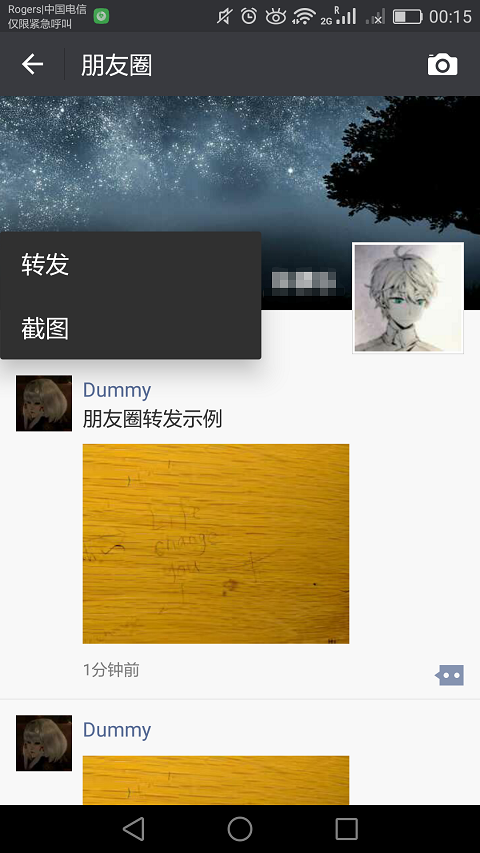 Rogers|中国电信
仅限紧急呼叫
2G
R
00:15
朋友圈
转发
截图
Dummy
朋友圈转发示例
Life
change
you
1分钟前
Dummy